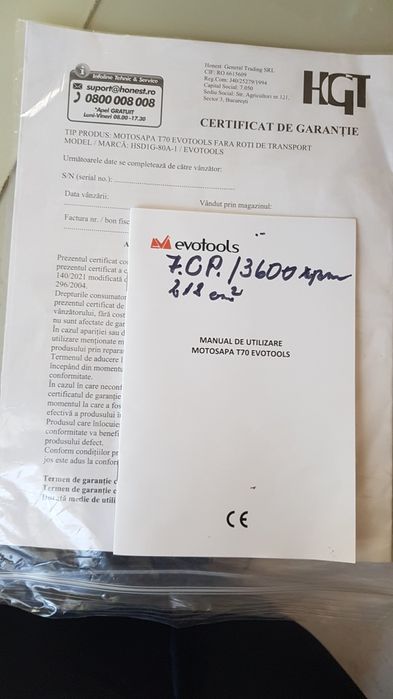 Infoline Tehnic & Service
suport@honest.ro
0800 008 008
*Apel GRATUIT
Luni-Vineri 08.00-17.30
Honest General Trading SRL
CIF: RO 6615609
Reg.Com: J40/25279/1994
Capital Social: 7.050
Sediu Social: Str. Agricultori nr.121,
Sector 3, Bucuresti
HGT
CERTIFICAT DE GARANȚIE
TIP PRODUS: MOTOSAPA T70 EVOTOOLS FARA ROTI DE TRANSPORT
MODEL / MARCĂ: HSD1G-80A-1 / EVOTOOLS
Următoarele date se completează de către vânzător:
S/N (serial no.):
Data vânzării:
Vândut prin magazinul:
Factura nr. / bon fisc
Prezentul certificat co
prezentul certificat a c
140/2021 modificată
296/2004.
Drepturile consumator
prezentul certificat de
vânzătorului, fără cost
nu sunt afectate de gar
În cazul apariției sau d
utilizare menționate m
produsului prin repara
Termenul de aducere l
începând din momentu
conformitate.
În cazul în care neconf
certificatul de garanție
momentul la care a fos
efectivă a produsului î
Produsul care înlocuie
conformitate va benefi
produsului defect.
Conform condițiilor pr
jos este adus la confor
Termen de garanție c
Termen de garanție c
Durată medie de utili
evotools
7.CP./3600 rpm
212 cm²
MANUAL DE UTILIZARE
MOTOSAPA T70 EVOTOOLS
CE